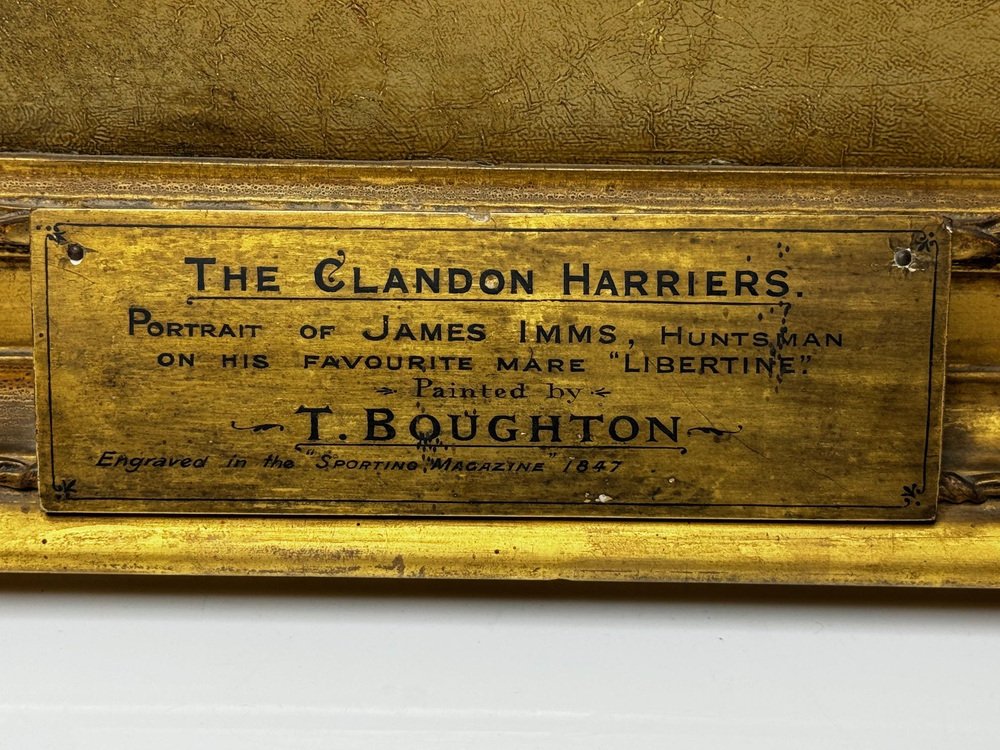 THE CLANDON HARRIERS.
PORTRAIT OF JAMES IMMS, HUNTSMAN
ON HIS FAVOURITE MARE "LIBERTINE".
Painted by
T. BOUGHTON
Engraved in the "SPORTING MAGAZINE" 1847